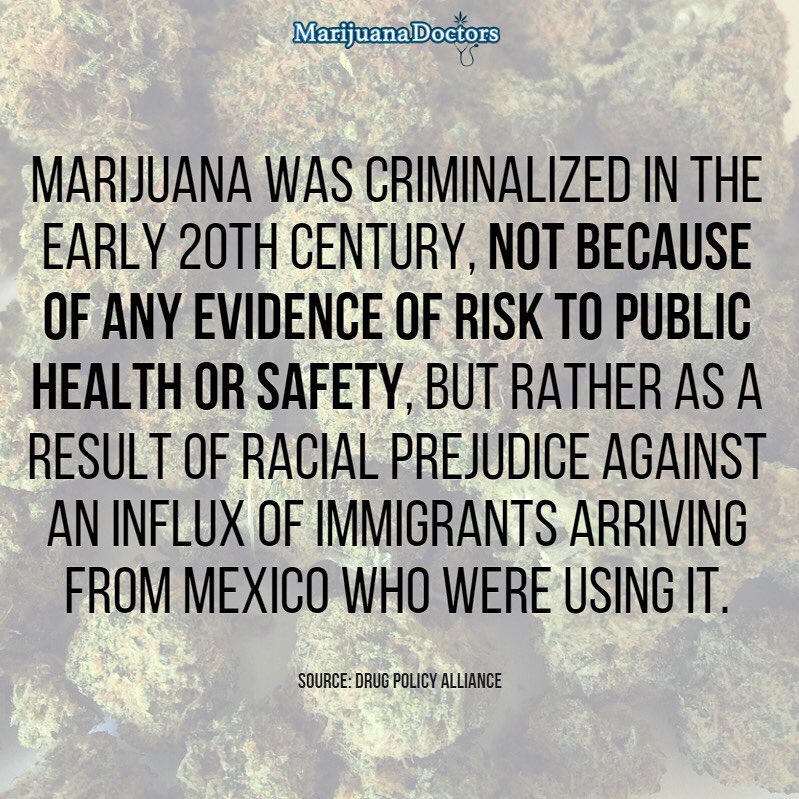 MarijuanaDoctors
MARIJUANA WAS CRIMINALIZED IN THE
EARLY 20TH CENTURY, NOT BECAUSE
OF ANY EVIDENCE OF RISK TO PUBLIC
HEALTH OR SAFETY, BUT RATHER AS A
RESULT OF RACIAL PREJUDICE AGAINST
AN INFLUX OF IMMIGRANTS ARRIVING
FROM MEXICO WHO WERE USING IT.
SOURCE: DRUG POLICY ALLIANCE